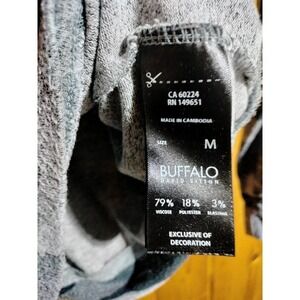 CA 60224
RN 149651
MADE IN CAMBODIA
SIZE M
BUFFALO
DAVID BITTON
79% 18% 3%
VISCOSE POLYESTER ELASTANE
EXCLUSIVE OF
DECORATION